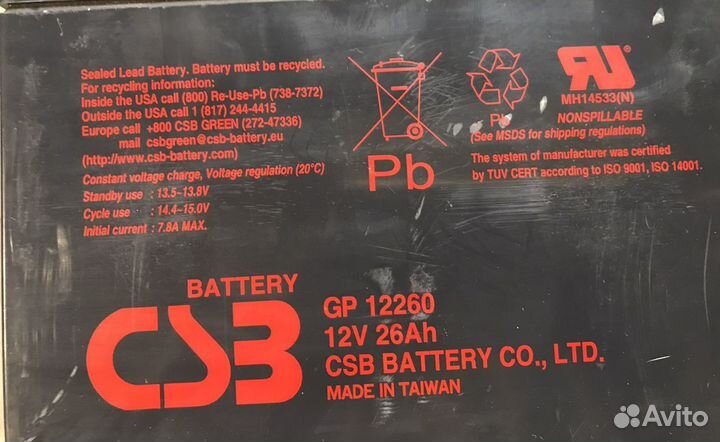 Sealed Lead Battery. Battery must be recycled.
For recycling information:
Inside the USA call (800) Re-Use-Pb (738-7372)
Outside the USA call 1 (817) 244-4415
Europe call +800 CSB GREEN (272-47336)
mail csbgreen@csb-battery.eu
(http://www.csb-battery.com)
Constant voltage charge, Voltage regulation (20°C)
Standby use : 13.5~13.8V
Cycle use : 14.4~15.0V
Initial current : 7.8A MAX.
Pb
Pb
RU
MH14533(N)
NONSPILLABLE
(See MSDS for shipping regulations)
The system of manufacturer was certified
by TUV CERT according to ISO 9001, ISO 14001.
BATTERY
CSB
GP 12260
12V 26Ah
CSB BATTERY CO., LTD.
MADE IN TAIWAN
Avito